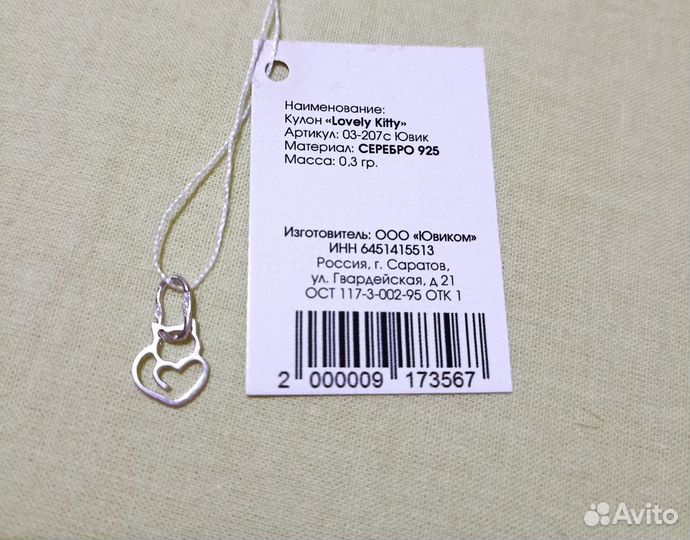 Наименование:
Кулон «Lovely Kitty»
Артикул: 03-207с Ювик
Материал: СЕРЕБРО 925
Масса: 0,3 гр.
Изготовитель: ООО «Ювиком»
ИНН 6451415513
Россия, г. Саратов,
ул. Гвардейская, д 21
ОСТ 117-3-002-95 ОТК 1
2 000009 173567
Avito